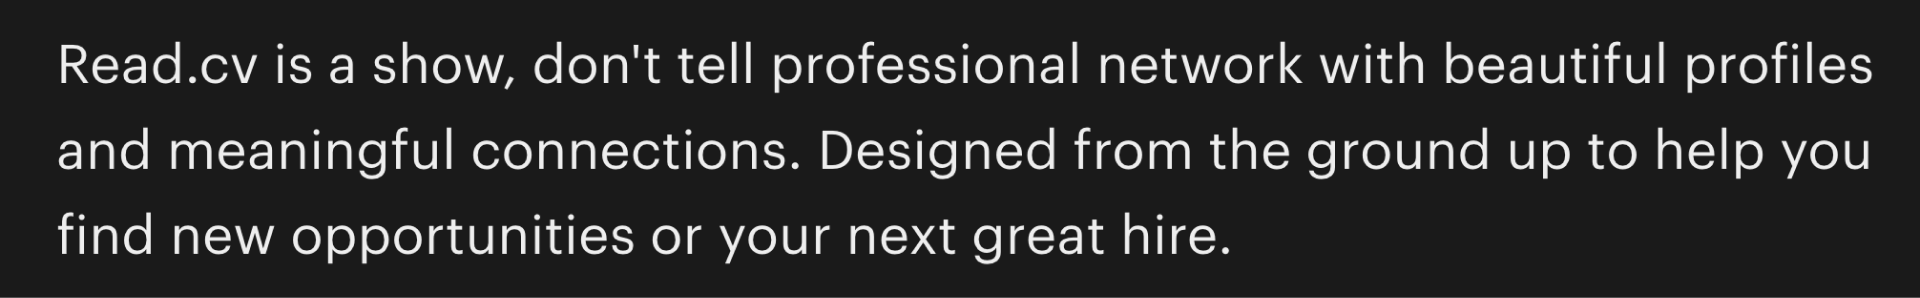 Read.cv is a show, don't tell professional network with beautiful profiles
and meaningful connections. Designed from the ground up to help you
find new opportunities or your next great hire.